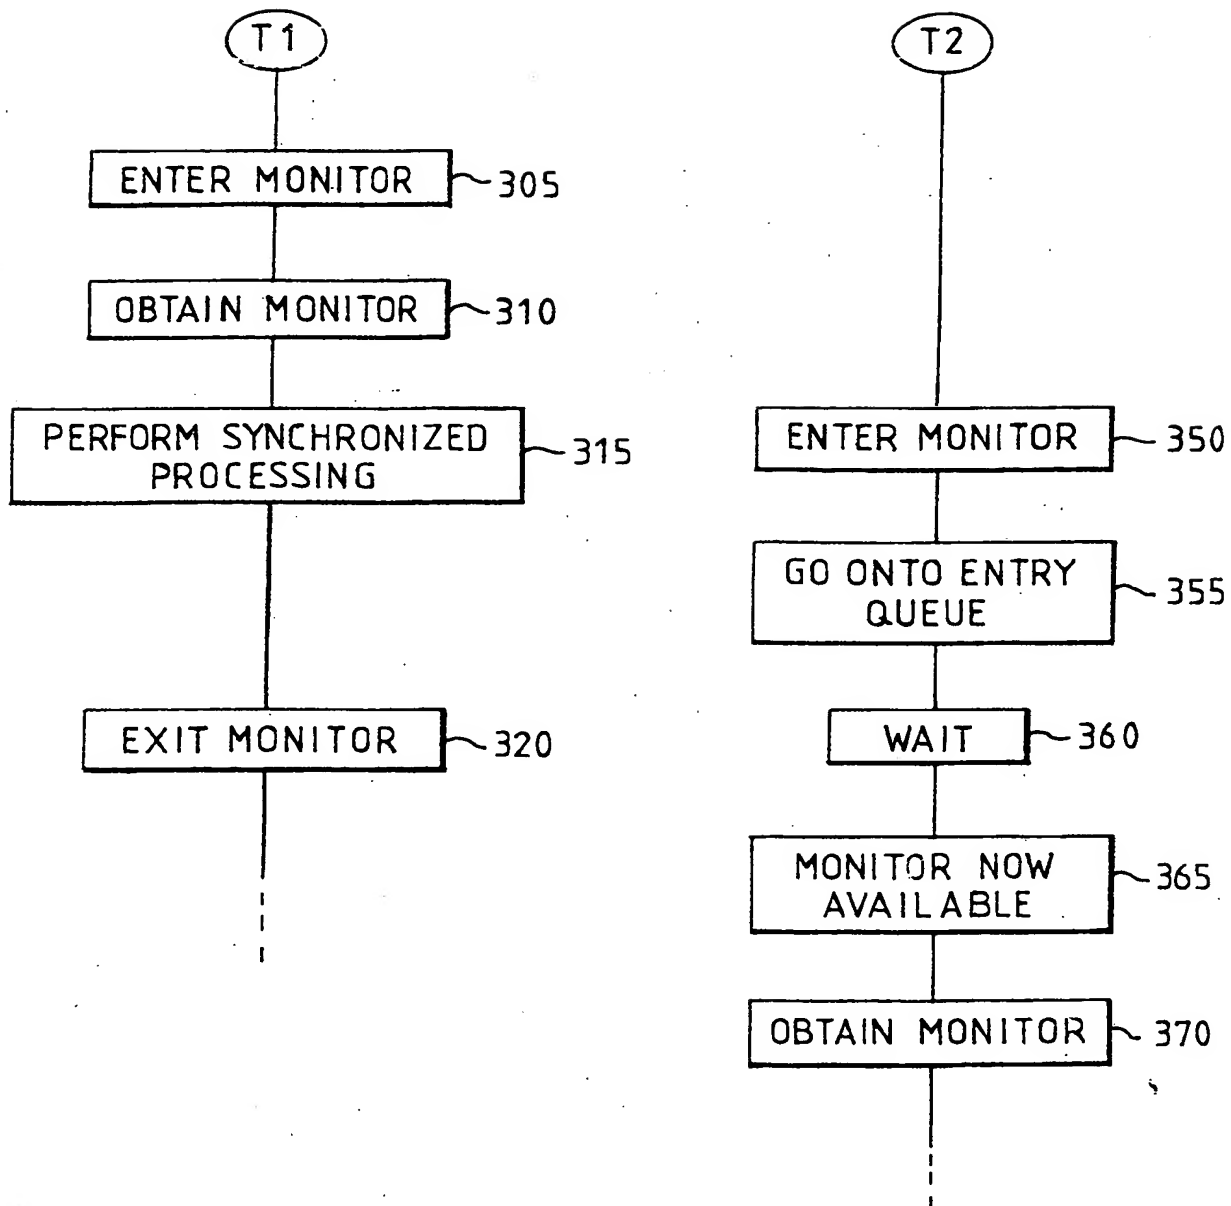 T1
ENTER MONITOR
305
OBTAIN MONITOR
310
PERFORM SYNCHRONIZED
PROCESSING
315
EXIT MONITOR
320
T2
ENTER MONITOR
350
GO ONTO ENTRY
QUEUE
355
WAIT
360
MONITOR NOW
AVAILABLE
365
OBTAIN MONITOR
370